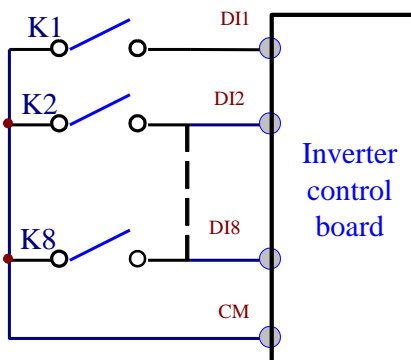 K1
DI1
K2
DI2
Inverter
control
board
K8
DI8
CM